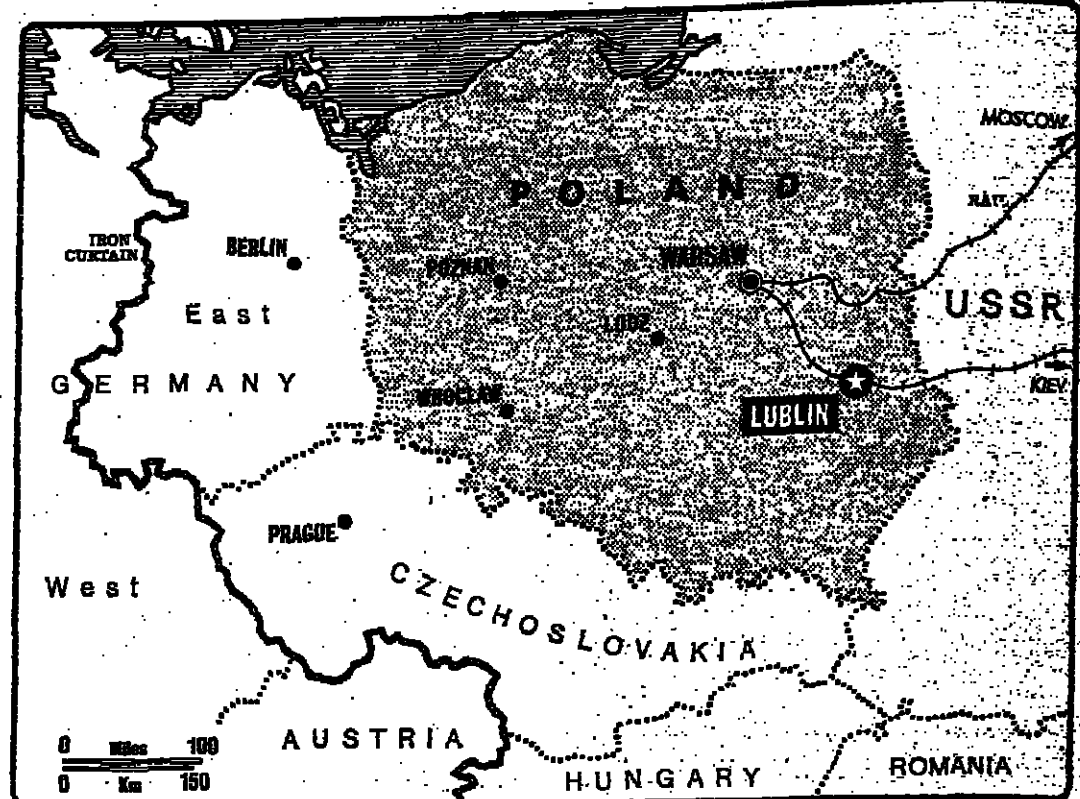 MOSCOW
POLAND
IRON
CURTAIN
BERLIN
WARSAW
POZNAN
East
USSR
LODZ
GERMANY
KIEV
WROCLAW
LUBLIN
PRAGUE
West
CZECHOSLOVAKIA
AUSTRIA
0 Miles 100
0 Km 150
HUNGARY
ROMANIA